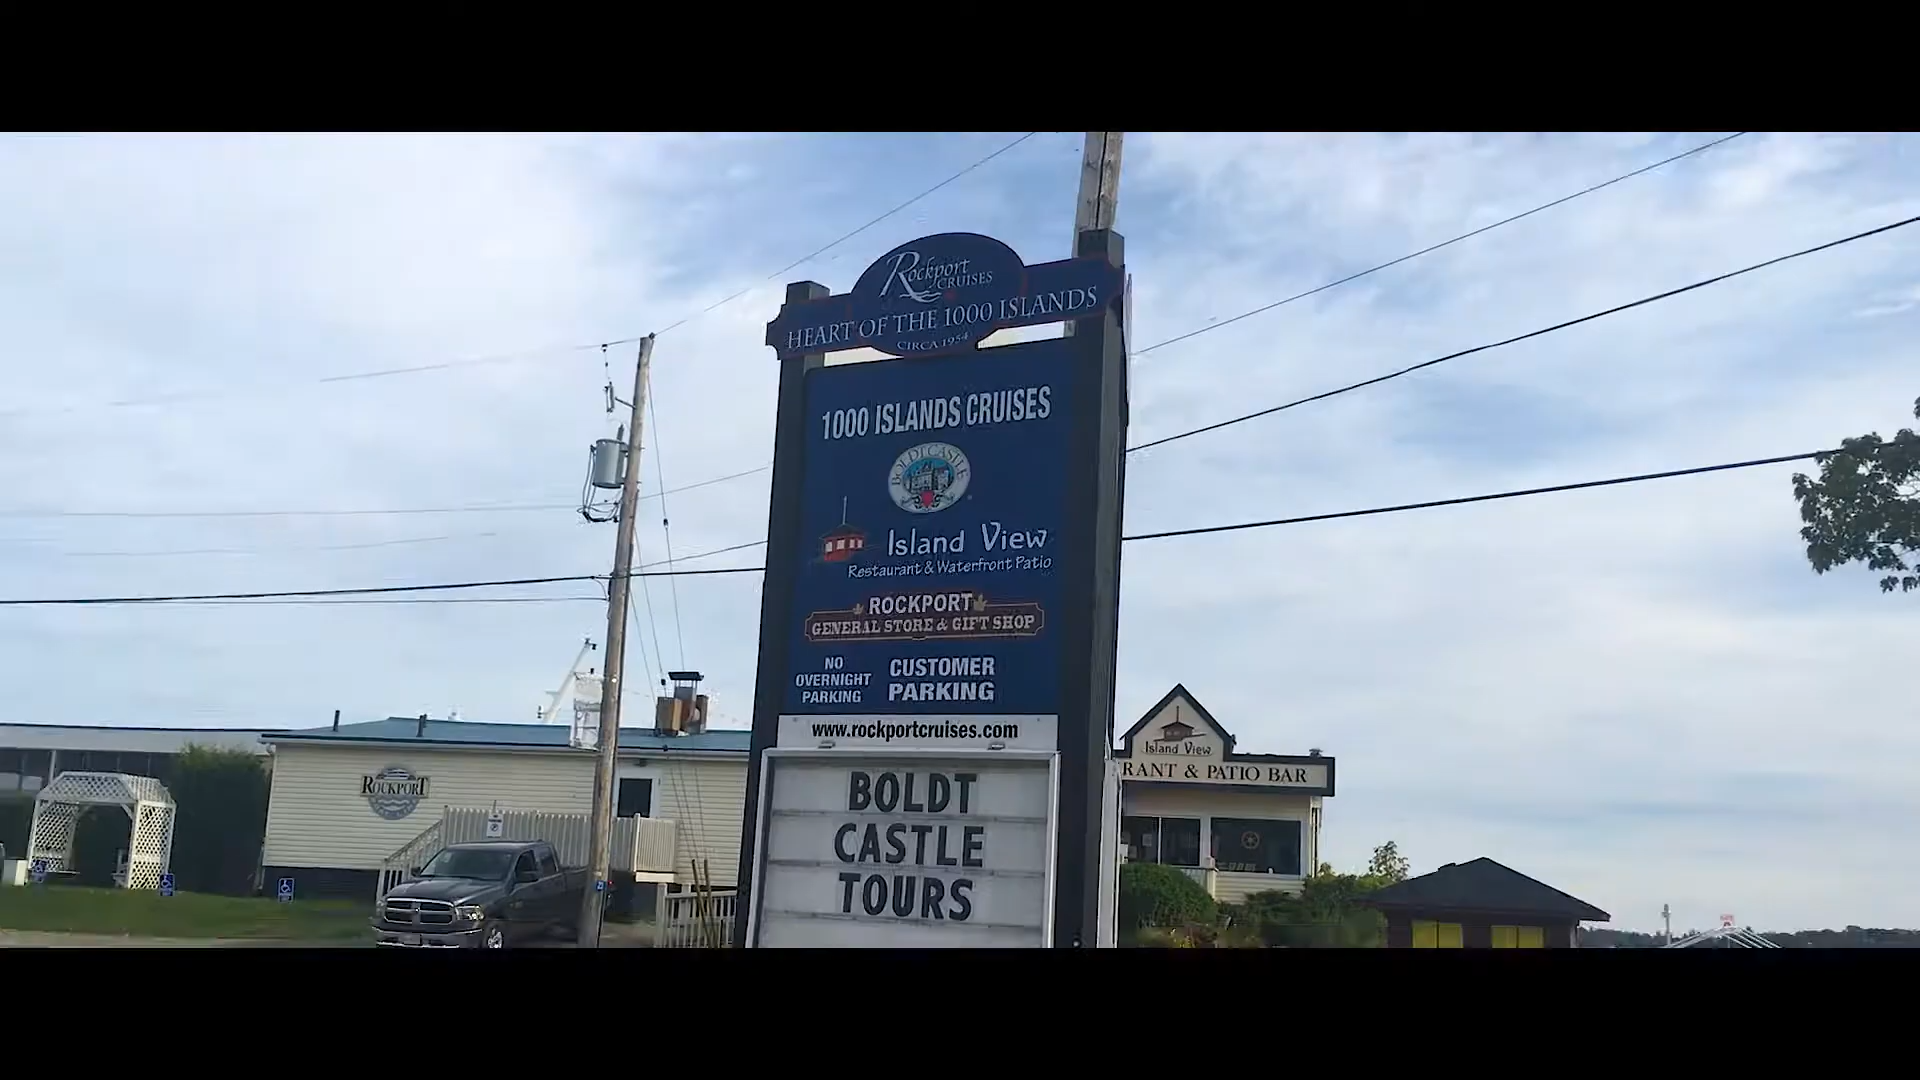 Rockport
CRUISES
HEART OF THE 1000 ISLANDS
CIRCA 1954
1000 ISLANDS CRUISES
BOLDT CASTLE
Island View
Restaurant & Waterfront Patio
ROCKPORT
GENERAL STORE & GIFT SHOP
NO
OVERNIGHT
PARKING
CUSTOMER
PARKING
www.rockportcruises.com
BOLDT
CASTLE
TOURS
ROCKPORT
Island View
RANT & PATIO BAR